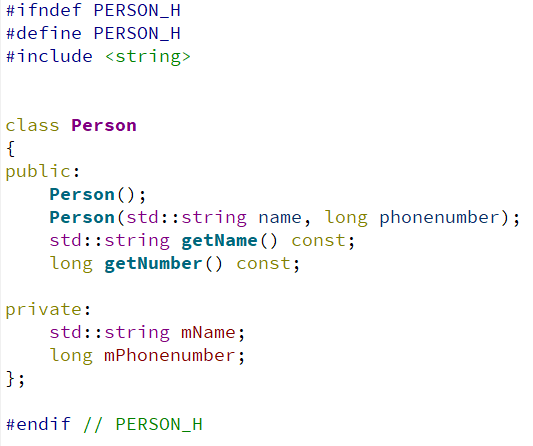 #ifndef PERSON_H
#define PERSON_H
#include <string>
class Person
{
public:
    Person();
    Person(std::string name, long phonenumber);
    std::string getName() const;
    long getNumber() const;
private:
    std::string mName;
    long mPhonenumber;
};
#endif // PERSON_H